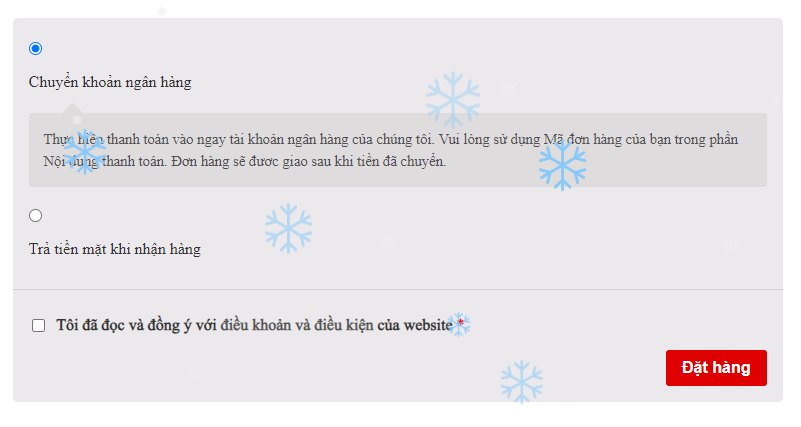 Chuyển khoản ngân hàng
Thực hiện thanh toán vào ngay tài khoản ngân hàng của chúng tôi. Vui lòng sử dụng Mã đơn hàng của bạn trong phần
Nội dung thanh toán. Đơn hàng sẽ đươc giao sau khi tiền đã chuyển.
Trả tiền mặt khi nhận hàng
Tôi đã đọc và đồng ý với điều khoản và điều kiện của website *
Đặt hàng